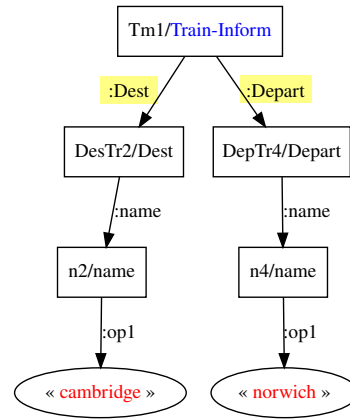 Tm1/Train-Inform
:Dest :Depart
DesTr2/Dest DepTr4/Depart
:name :name
n2/name n4/name
:op1 :op1
« cambridge » « norwich »